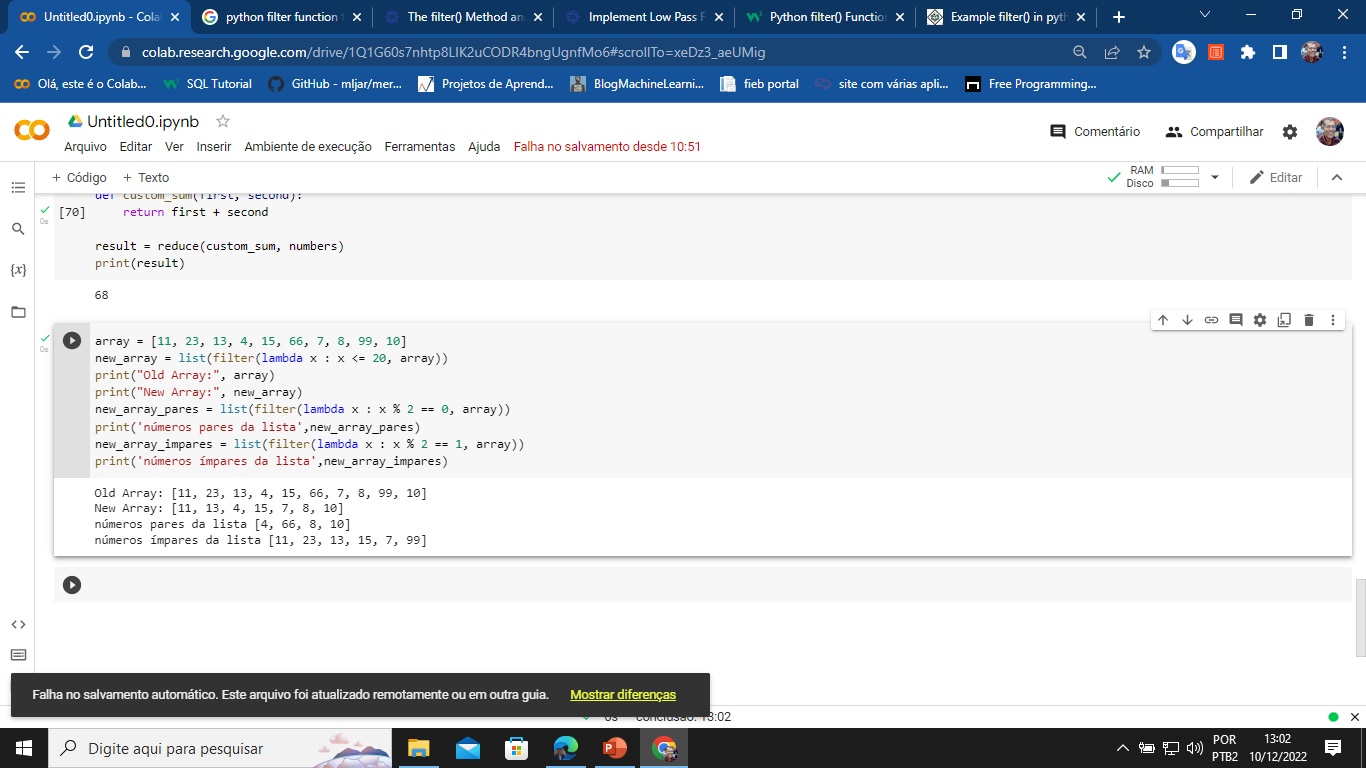 Untitled0.ipynb - Cola
python filter function
The filter() Method an
Implement Low Pass F
Python filter() Functio
Example filter() in pyth
colab.research.google.com/drive/1Q1G60s7nhtp8LIK2uCODR4bngUgnfMo6#scrollTo=xeDz3_aeUMig
Olá, este é o Colab...
SQL Tutorial
GitHub - mljar/mer...
Projetos de Aprend...
BlogMachineLearni...
fieb portal
site com várias apli...
Free Programming...
Untitled0.ipynb
Comentário
Compartilhar
Arquivo Editar Ver Inserir Ambiente de execução Ferramentas Ajuda Falha no salvamento desde 10:51
+ Código + Texto
RAM
Disco
Editar
def custom_sum(first, second):
[70] return first + second
0s
result = reduce(custom_sum, numbers)
print(result)
68
0s
array = [11, 23, 13, 4, 15, 66, 7, 8, 99, 10]
new_array = list(filter(lambda x : x <= 20, array))
print("Old Array:", array)
print("New Array:", new_array)
new_array_pares = list(filter(lambda x : x % 2 == 0, array))
print('números pares da lista',new_array_pares)
new_array_impares = list(filter(lambda x : x % 2 == 1, array))
print('números ímpares da lista',new_array_impares)
Old Array: [11, 23, 13, 4, 15, 66, 7, 8, 99, 10]
New Array: [11, 13, 4, 15, 7, 8, 10]
números pares da lista [4, 66, 8, 10]
números ímpares da lista [11, 23, 13, 15, 7, 99]
Falha no salvamento automático. Este arquivo foi atualizado remotamente ou em outra guia. Mostrar diferenças
0s conclusão: 13:02
Digite aqui para pesquisar
POR
PTB2
13:02
10/12/2022